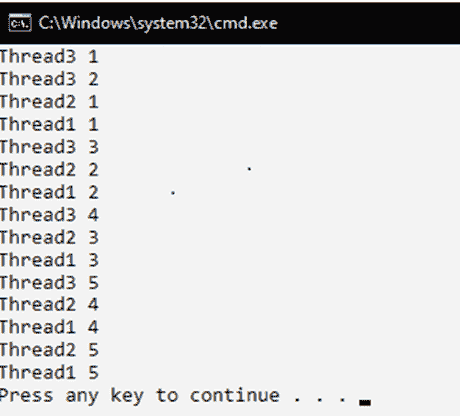 C:\Windows\system32\cmd.exe
Thread3 1
Thread3 2
Thread2 1
Thread1 1
Thread3 3
Thread2 2
Thread1 2
Thread3 4
Thread2 3
Thread1 3
Thread3 5
Thread2 4
Thread1 4
Thread2 5
Thread1 5
Press any key to continue . . .